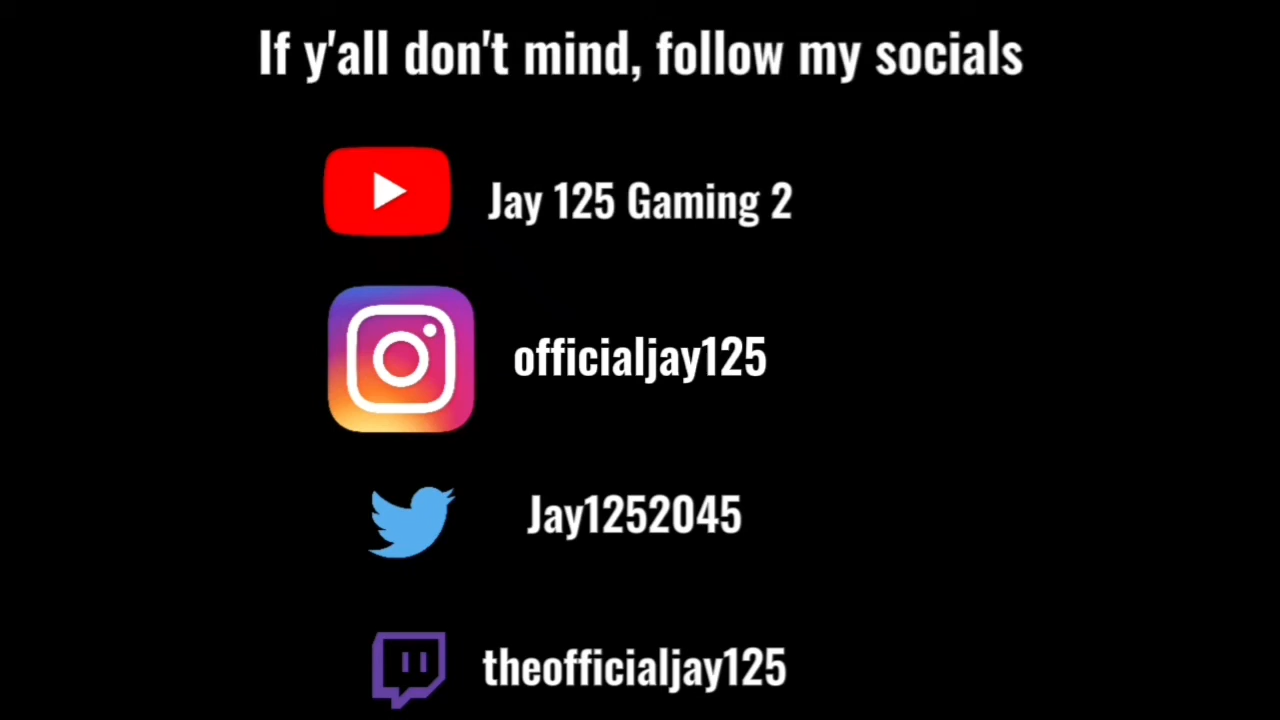 If y'all don't mind, follow my socials
Jay 125 Gaming 2
officialjay125
Jay1252045
theofficialjay125